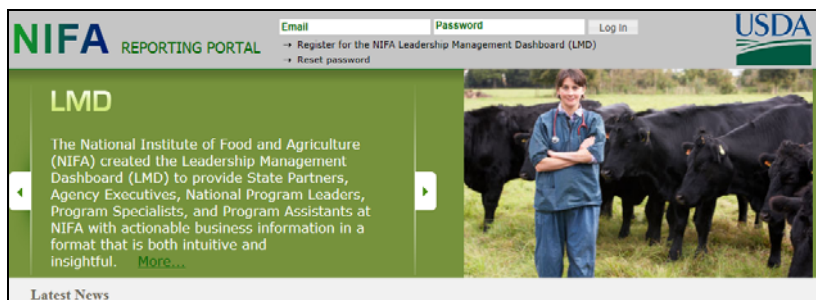 NIFA REPORTING PORTAL
Email Password Log In
→ Register for the NIFA Leadership Management Dashboard (LMD)
→ Reset password
USDA
LMD
The National Institute of Food and Agriculture
(NIFA) created the Leadership Management
Dashboard (LMD) to provide State Partners,
Agency Executives, National Program Leaders,
Program Specialists, and Program Assistants at
NIFA with actionable business information in a
format that is both intuitive and
insightful. More...
Latest News